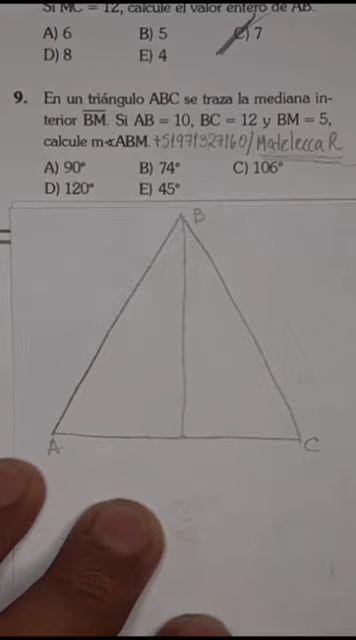 Si MC = 12, calcule el valor entero de AB.
A) 6 B) 5 C) 7
D) 8 E) 4
9. En un triángulo ABC se traza la mediana in-
terior BM. Si AB = 10, BC = 12 y BM = 5,
calcule m∢ABM. +51971327160/Matelecca R
A) 90° B) 74° C) 106°
D) 120° E) 45°
B
A C